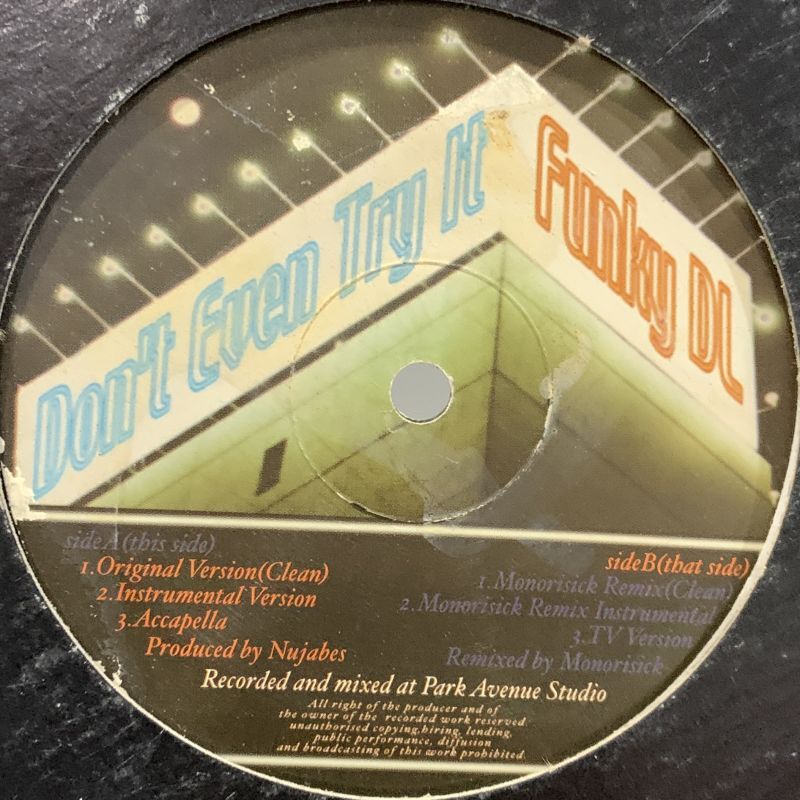 Don't Even Try It
Funky DL
sideA(this side)
1.Original Version(Clean)
2.Instrumental Version
3.Accapella
Produced by Nujabes
sideB(that side)
1.Monorisick Remix(Clean)
2.Monorisick Remix Instrumental
3.TV Version
Remixed by Monorisick
Recorded and mixed at Park Avenue Studio
All right of the producer and of
the owner of the recorded work reserved
unauthorised copying,hiring, lending,
public performance, diffusion
and broadcasting of this work prohibited